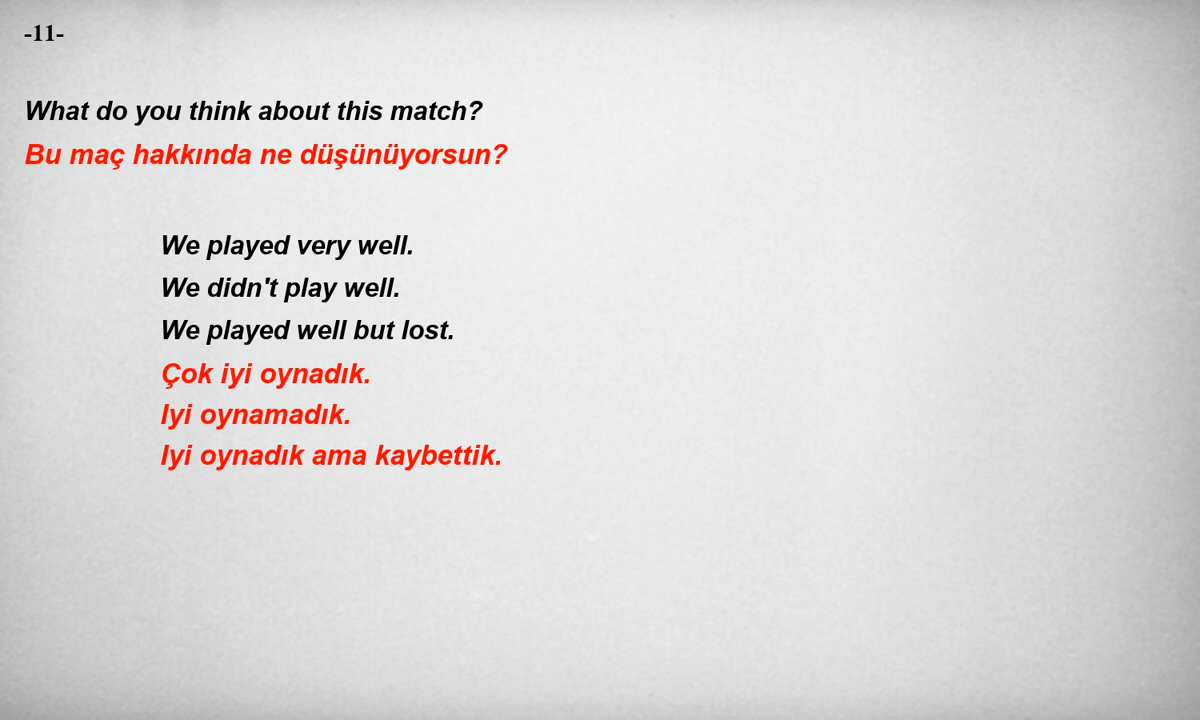 -11-
What do you think about this match?
Bu maç hakkında ne düşünüyorsun?
We played very well.
We didn't play well.
We played well but lost.
Çok iyi oynadık.
Iyi oynamadık.
Iyi oynadık ama kaybettik.